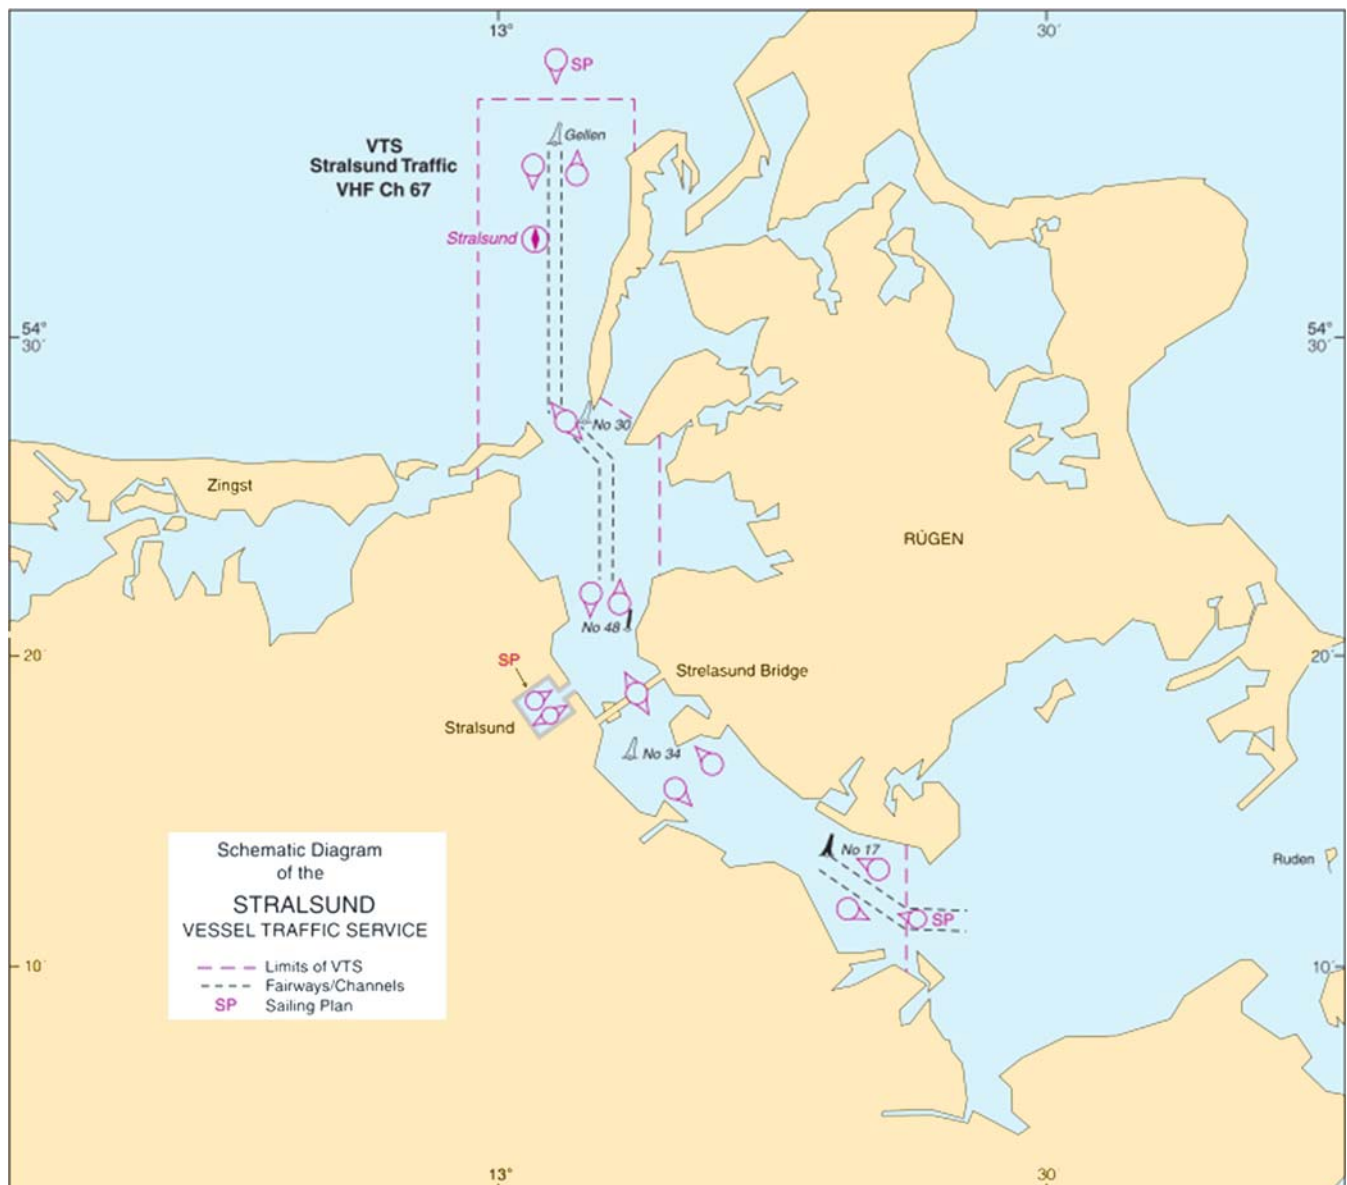 13°
30´
SP
Gellen
VTS
Stralsund Traffic
VHF Ch 67
Stralsund
54°
30´
54°
30´
No 30
Zingst
RÜGEN
No 48
20´
20´
SP
Strelasund Bridge
Stralsund
No 34
No 17
Ruden
SP
Schematic Diagram
of the
STRALSUND
VESSEL TRAFFIC SERVICE
Limits of VTS
Fairways/Channels
SP Sailing Plan
10´
10´
13°
30